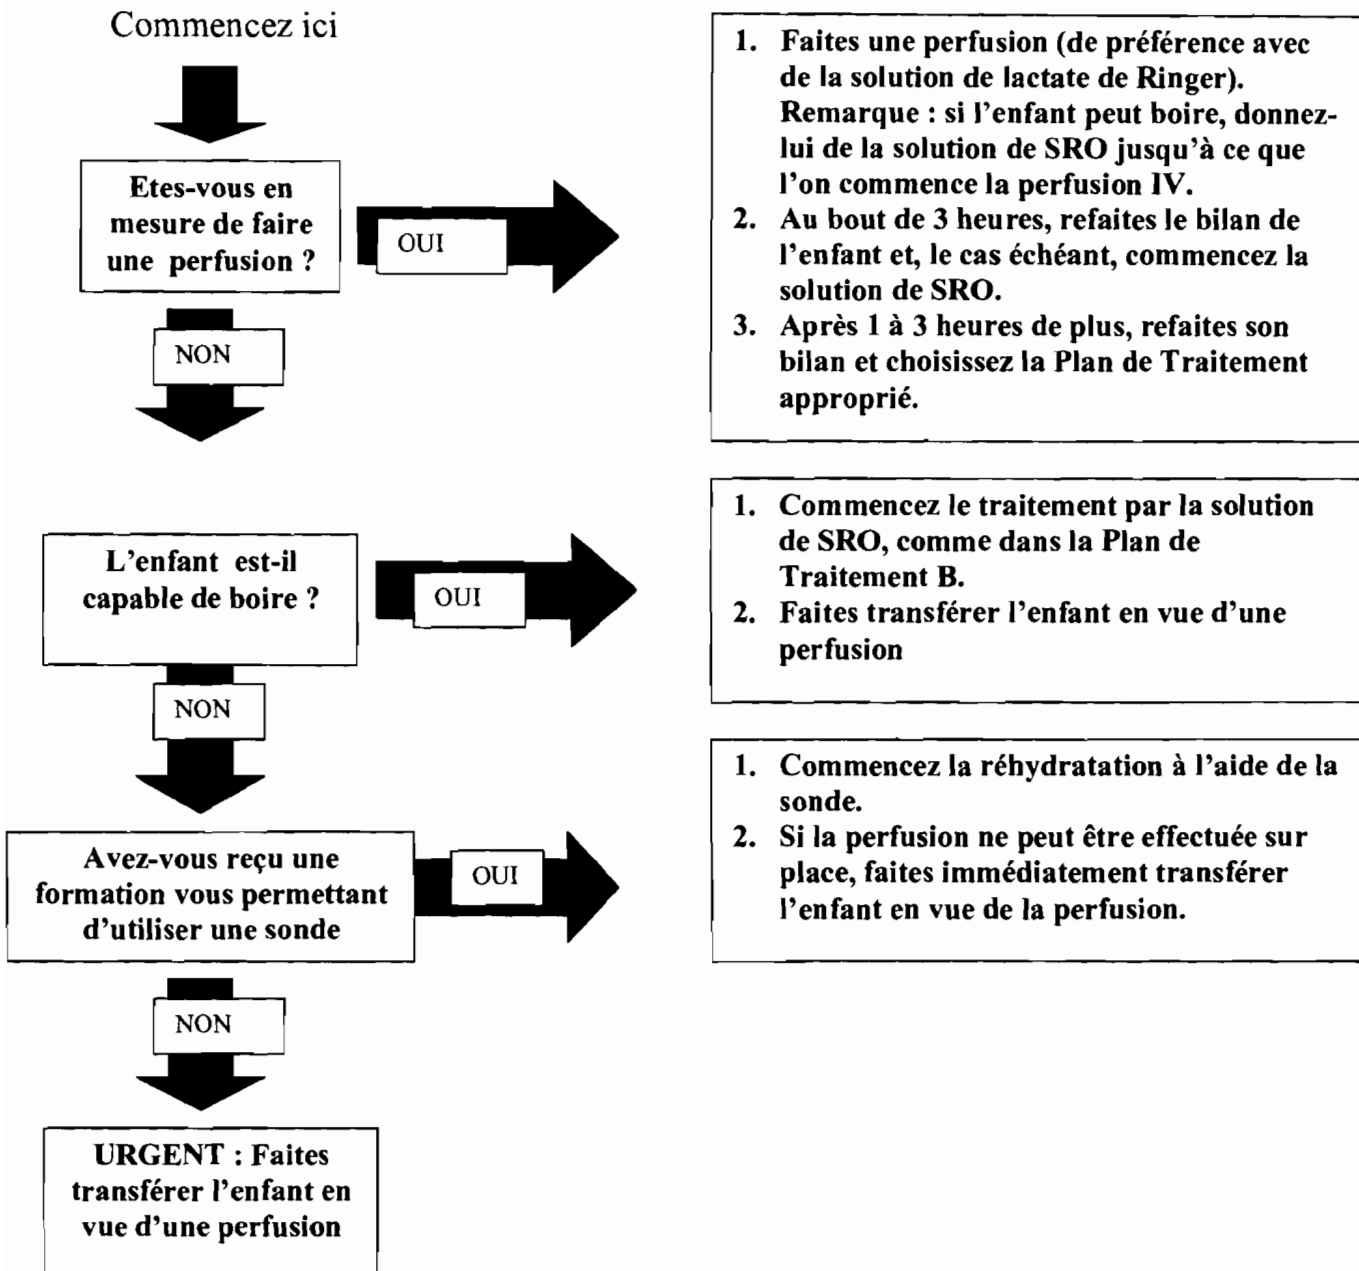 Commencez ici
Etes-vous en
mesure de faire
une perfusion ?
OUI
1. Faites une perfusion (de préférence avec
de la solution de lactate de Ringer).
Remarque : si l'enfant peut boire, donnez-
lui de la solution de SRO jusqu'à ce que
l'on commence la perfusion IV.
2. Au bout de 3 heures, refaites le bilan de
l'enfant et, le cas échéant, commencez la
solution de SRO.
3. Après 1 à 3 heures de plus, refaites son
bilan et choisissez la Plan de Traitement
approprié.
NON
L'enfant est-il
capable de boire ?
OUI
1. Commencez le traitement par la solution
de SRO, comme dans la Plan de
Traitement B.
2. Faites transférer l'enfant en vue d'une
perfusion
NON
Avez-vous reçu une
formation vous permettant
d'utiliser une sonde
OUI
1. Commencez la réhydratation à l'aide de la
sonde.
2. Si la perfusion ne peut être effectuée sur
place, faites immédiatement transférer
l'enfant en vue de la perfusion.
NON
URGENT : Faites
transférer l'enfant en
vue d'une perfusion